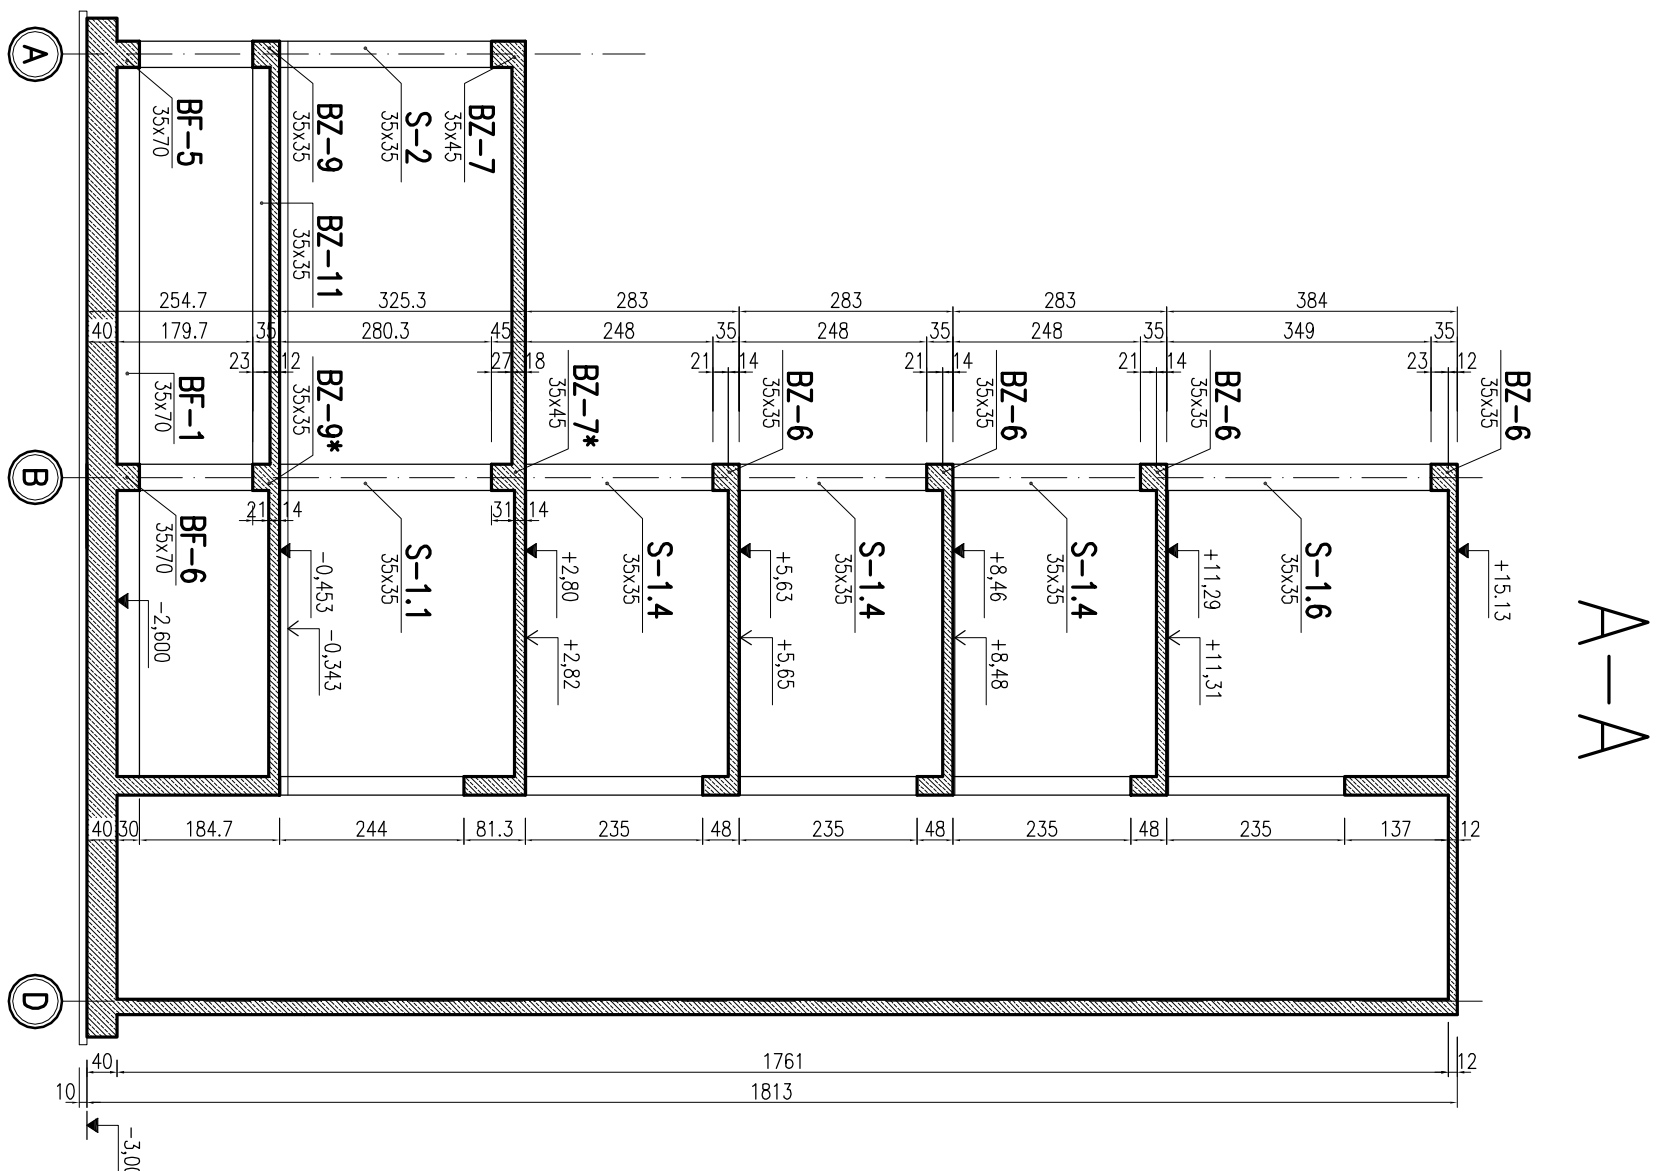 A–A
BZ-6
35x35
BZ-6
35x35
BZ-6
35x35
BZ-6
35x35
BZ-7*
35x45
BZ-9*
35x35
BF-1
35x70
BF-6
35x70
BZ-7
35x45
S-2
35x35
BZ-9
35x35
BZ-11
35x35
BF-5
35x70
S-1.6
35x35
S-1.4
35x35
S-1.4
35x35
S-1.4
35x35
S-1.1
35x35
+15.13
+11,29
+11,31
+8,46
+8,48
+5,63
+5,65
+2,80
+2,82
-0,453
-0,343
-2,600
254.7 325.3 283 283 283 384
40 179.7 35 280.3 45 248 35 248 35 248 35 349 35
23 12 27 18 21 14 21 14 21 14 23 12
21 14 31 14
40 30 184.7 244 81.3 235 48 235 48 235 48 235 137 12
40 1761 12
10 1813
A
B
D